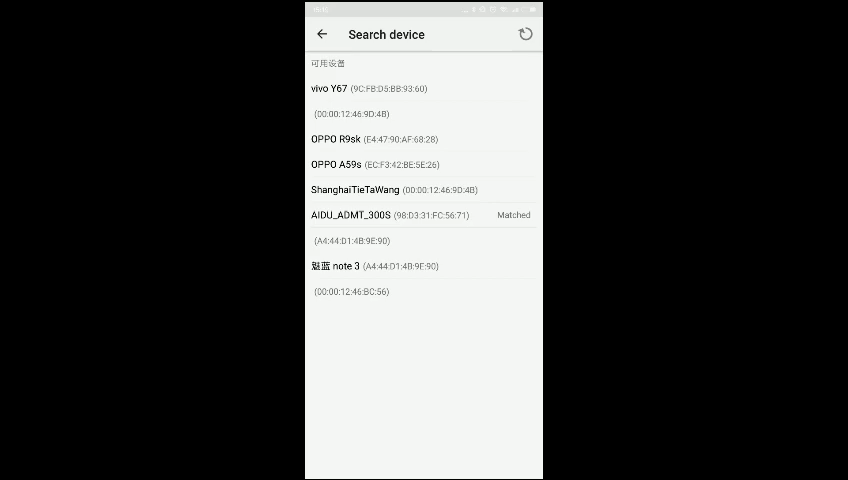 Search device
可用设备
vivo Y67 (9C:FB:D5:BB:93:60)
(00:00:12:46:9D:4B)
OPPO R9sk (E4:47:90:AF:68:28)
OPPO A59s (EC:F3:42:BE:5E:26)
ShanghaiTieTaWang (00:00:12:46:9D:4B)
AIDU_ADMT_300S (98:D3:31:FC:56:71) Matched
(A4:44:D1:4B:9E:90)
魅蓝 note 3 (A4:44:D1:4B:9E:90)
(00:00:12:46:BC:56)